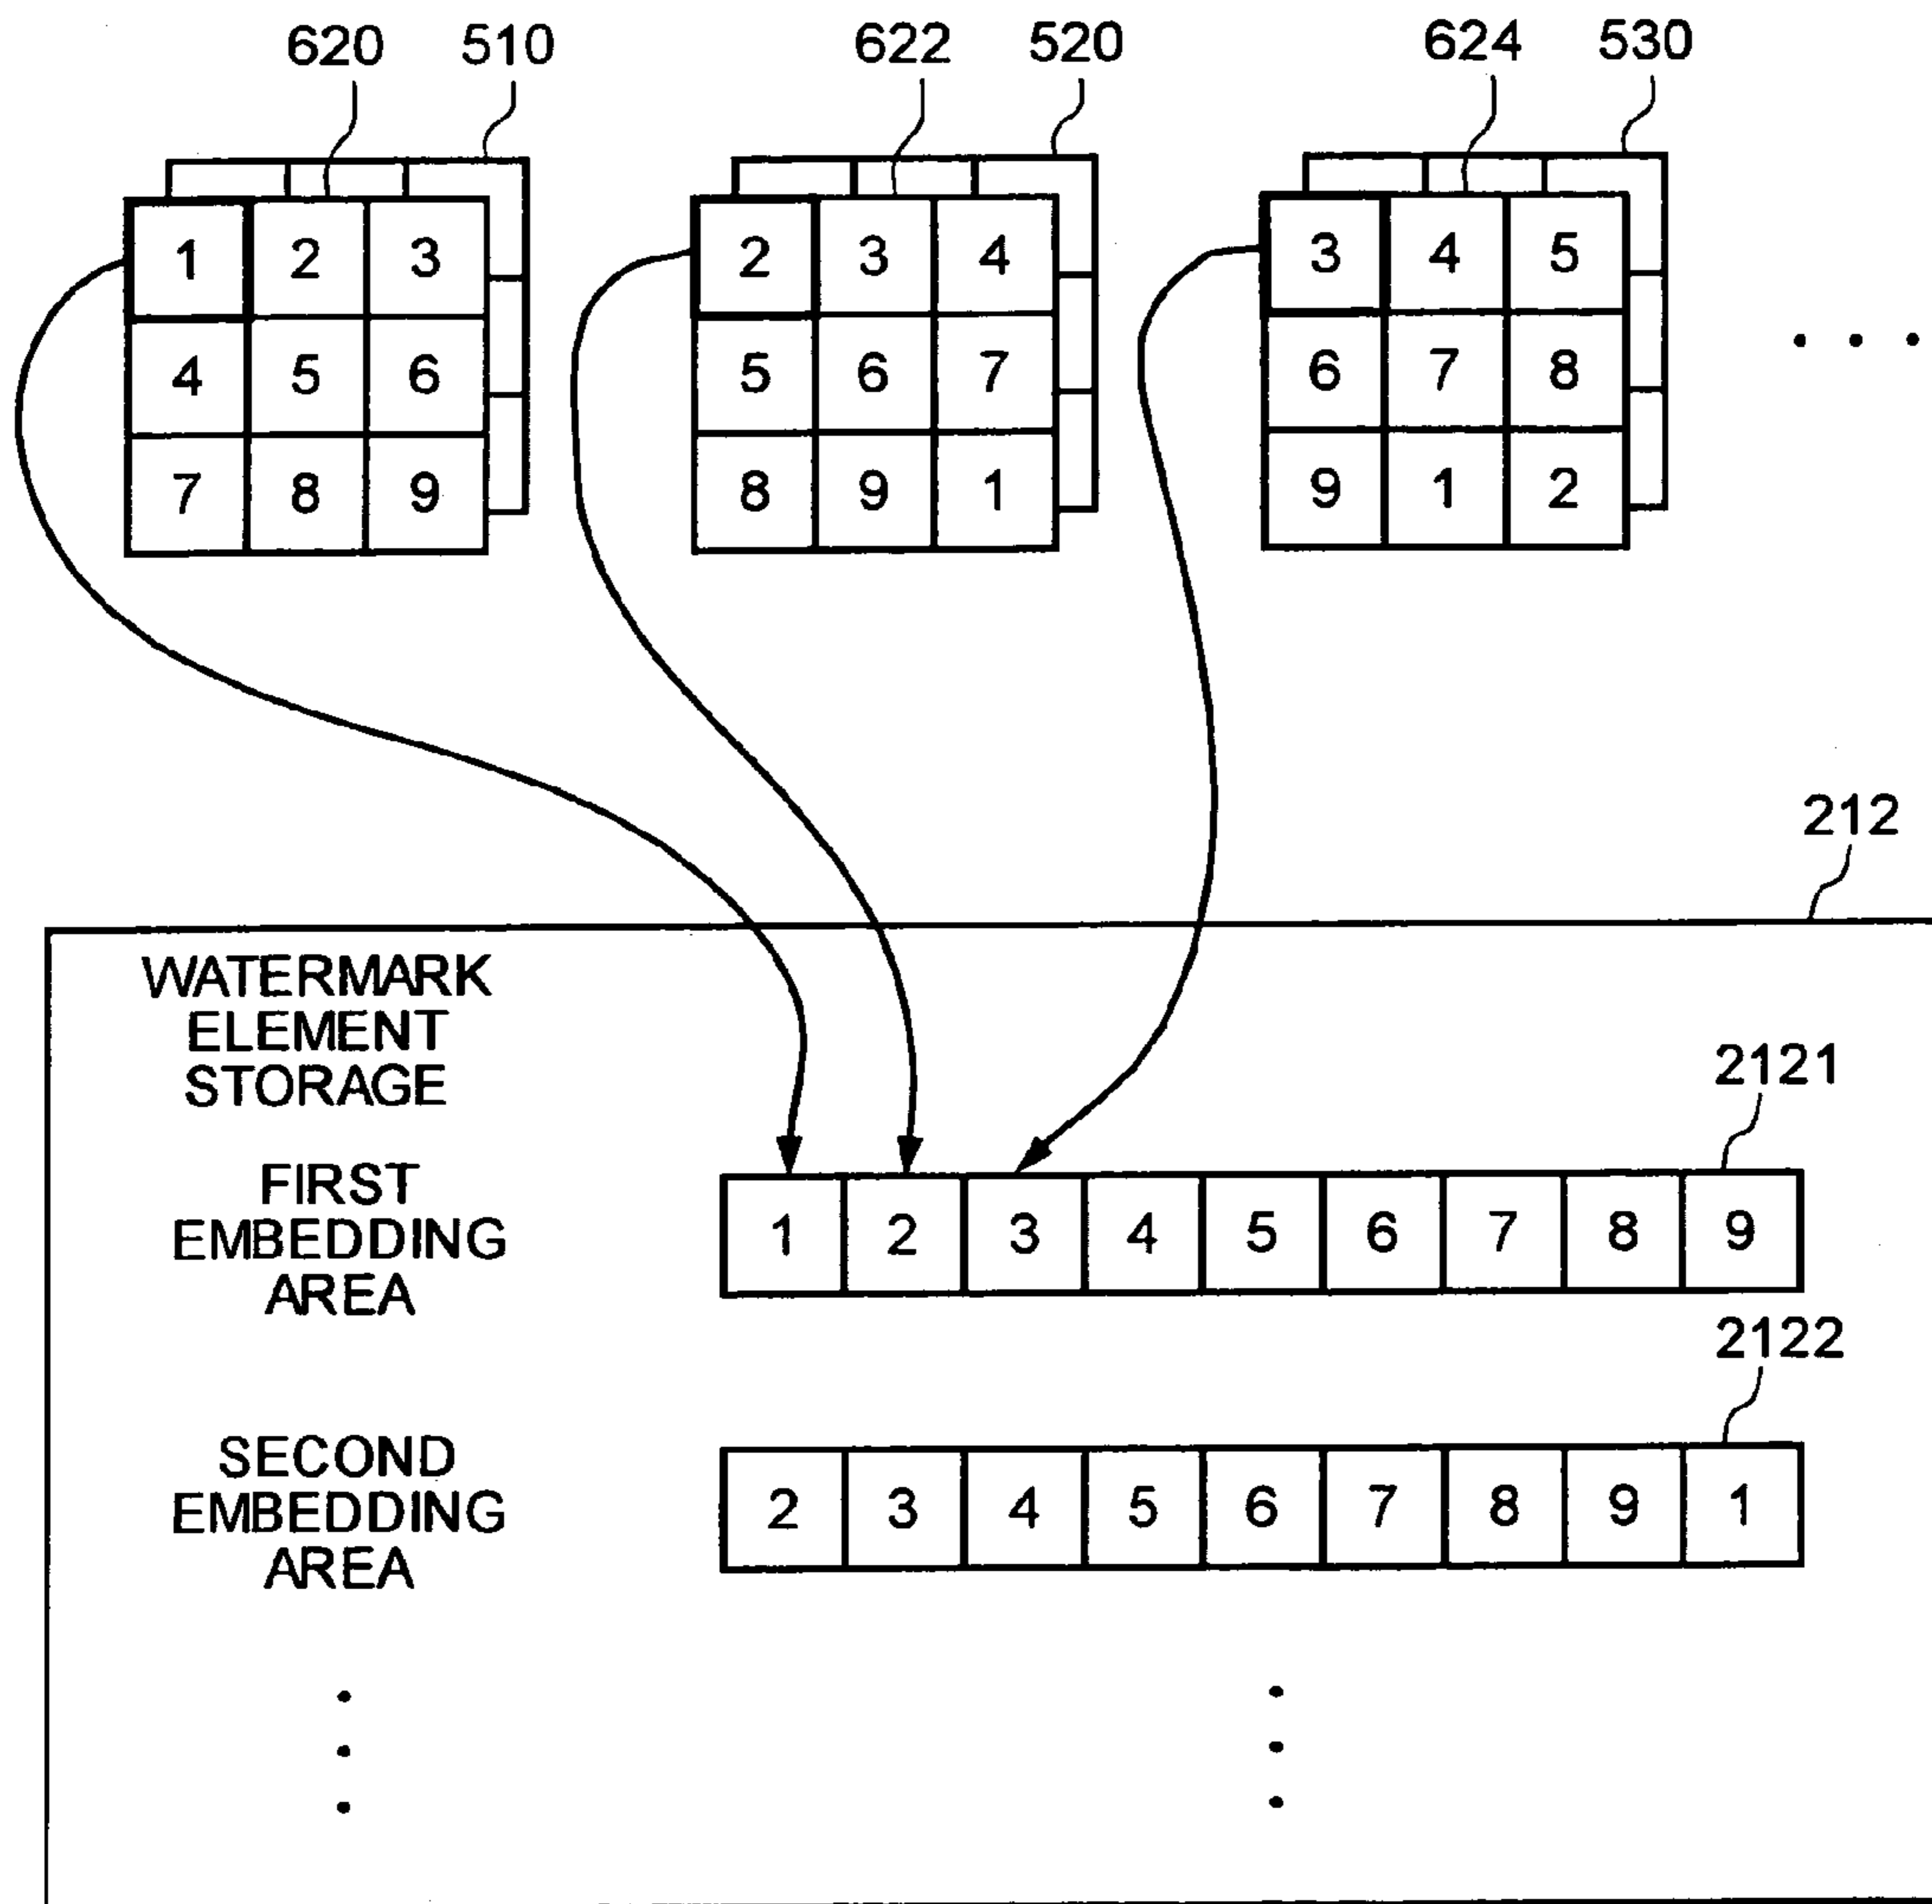 620 510 622 520 624 530
1 2 3 2 3 4 3 4 5
4 5 6 5 6 7 6 7 8
7 8 9 8 9 1 9 1 2
212
WATERMARK
ELEMENT
STORAGE
2121
FIRST
EMBEDDING
AREA
1 2 3 4 5 6 7 8 9
2122
SECOND
EMBEDDING
AREA
2 3 4 5 6 7 8 9 1